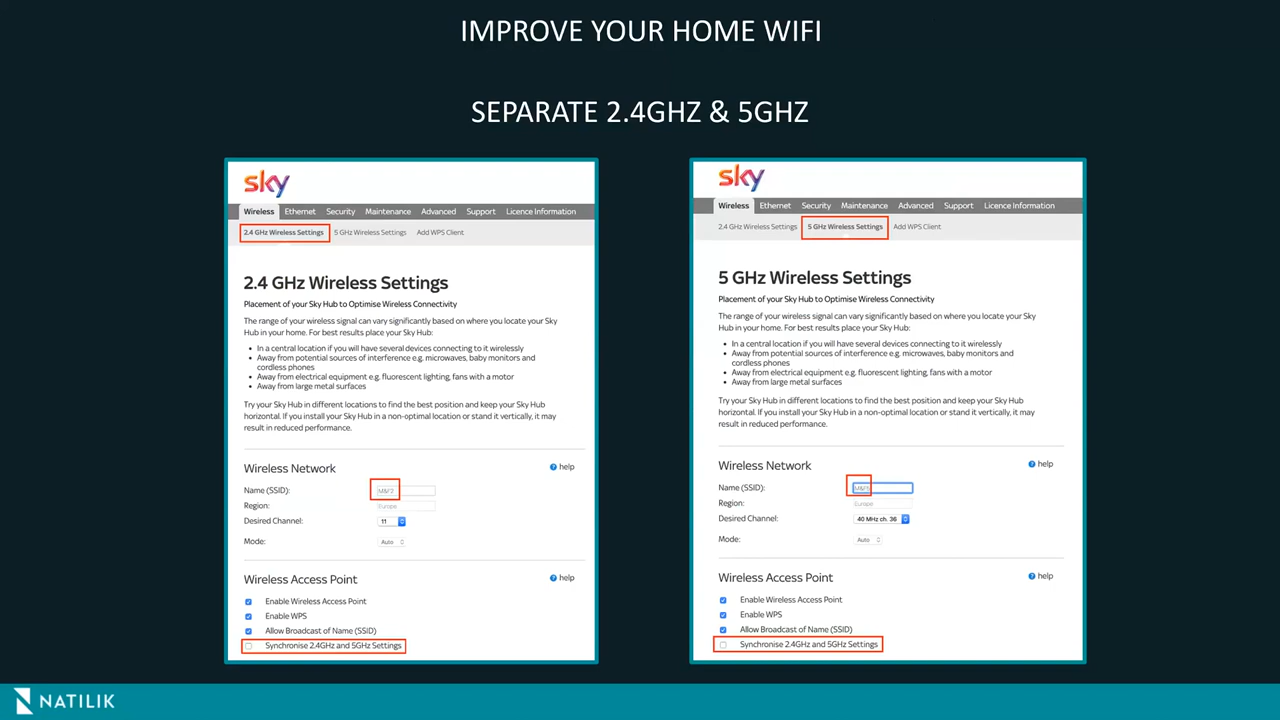 IMPROVE YOUR HOME WIFI
SEPARATE 2.4GHZ & 5GHZ
sky
Wireless Ethernet Security Maintenance Advanced Support Licence Information
2.4 GHz Wireless Settings 5 GHz Wireless Settings Add WPS Client
2.4 GHz Wireless Settings
Placement of your Sky Hub to Optimise Wireless Connectivity
The range of your wireless signal can vary significantly based on where you locate your Sky
Hub in your home. For best results place your Sky Hub:
• In a central location if you will have several devices connecting to it wirelessly
• Away from potential sources of interference e.g. microwaves, baby monitors and
cordless phones
• Away from electrical equipment e.g. fluorescent lighting, fans with a motor
• Away from large metal surfaces
Try your Sky Hub in different locations to find the best position and keep your Sky Hub
horizontal. If you install your Sky Hub in a non-optimal location or stand it vertically, it may
result in reduced performance.
Wireless Network help
Name (SSID):
Region: Europe
Desired Channel: 11
Mode: Auto
Wireless Access Point help
Enable Wireless Access Point
Enable WPS
Allow Broadcast of Name (SSID)
Synchronise 2.4GHz and 5GHz Settings
sky
Wireless Ethernet Security Maintenance Advanced Support Licence Information
2.4 GHz Wireless Settings 5 GHz Wireless Settings Add WPS Client
5 GHz Wireless Settings
Placement of your Sky Hub to Optimise Wireless Connectivity
The range of your wireless signal can vary significantly based on where you locate your Sky
Hub in your home. For best results place your Sky Hub:
• In a central location if you will have several devices connecting to it wirelessly
• Away from potential sources of interference e.g. microwaves, baby monitors and
cordless phones
• Away from electrical equipment e.g. fluorescent lighting, fans with a motor
• Away from large metal surfaces
Try your Sky Hub in different locations to find the best position and keep your Sky Hub
horizontal. If you install your Sky Hub in a non-optimal location or stand it vertically, it may
result in reduced performance.
Wireless Network help
Name (SSID):
Region: Europe
Desired Channel: 40 MHz ch. 36
Mode: Auto
Wireless Access Point help
Enable Wireless Access Point
Enable WPS
Allow Broadcast of Name (SSID)
Synchronise 2.4GHz and 5GHz Settings
NATILIK